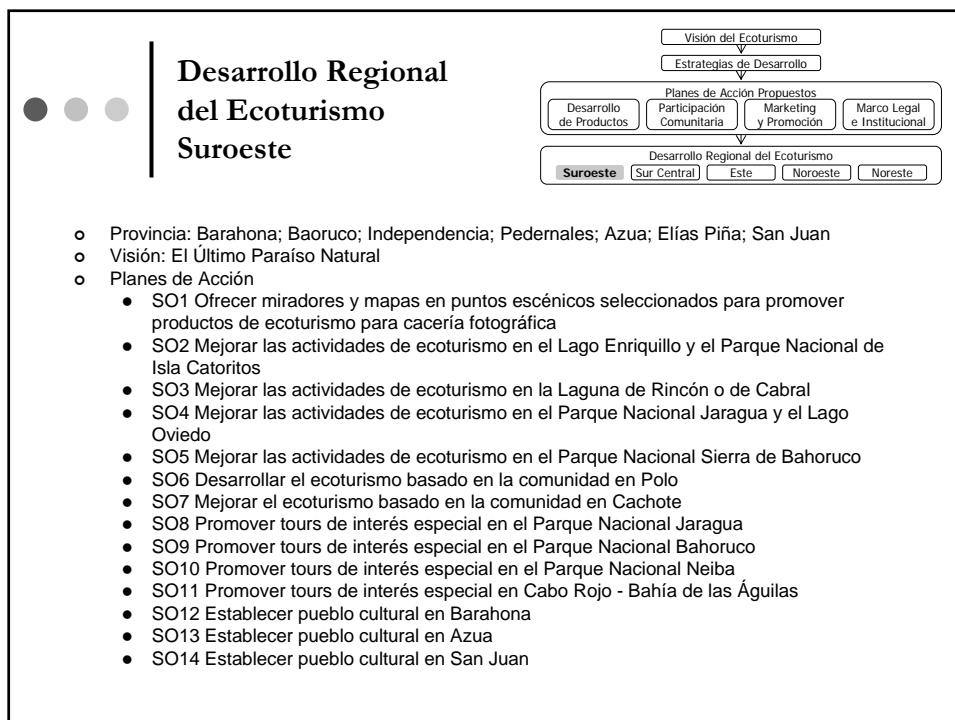 Desarrollo Regional
del Ecoturismo
Suroeste
Visión del Ecoturismo
Estrategias de Desarrollo
Planes de Acción Propuestos
Desarrollo
de Productos
Participación
Comunitaria
Marketing
y Promoción
Marco Legal
e Institucional
Desarrollo Regional del Ecoturismo
Suroeste
Sur Central
Este
Noroeste
Noreste
Provincia: Barahona; Baoruco; Independencia; Pedernales; Azua; Elías Piña; San Juan
Visión: El Último Paraíso Natural
Planes de Acción
SO1 Ofrecer miradores y mapas en puntos escénicos seleccionados para promover
productos de ecoturismo para cacería fotográfica
SO2 Mejorar las actividades de ecoturismo en el Lago Enriquillo y el Parque Nacional de
Isla Catoritos
SO3 Mejorar las actividades de ecoturismo en la Laguna de Rincón o de Cabral
SO4 Mejorar las actividades de ecoturismo en el Parque Nacional Jaragua y el Lago
Oviedo
SO5 Mejorar las actividades de ecoturismo en el Parque Nacional Sierra de Bahoruco
SO6 Desarrollar el ecoturismo basado en la comunidad en Polo
SO7 Mejorar el ecoturismo basado en la comunidad en Cachote
SO8 Promover tours de interés especial en el Parque Nacional Jaragua
SO9 Promover tours de interés especial en el Parque Nacional Bahoruco
SO10 Promover tours de interés especial en el Parque Nacional Neiba
SO11 Promover tours de interés especial en Cabo Rojo - Bahía de las Águilas
SO12 Establecer pueblo cultural en Barahona
SO13 Establecer pueblo cultural en Azua
SO14 Establecer pueblo cultural en San Juan